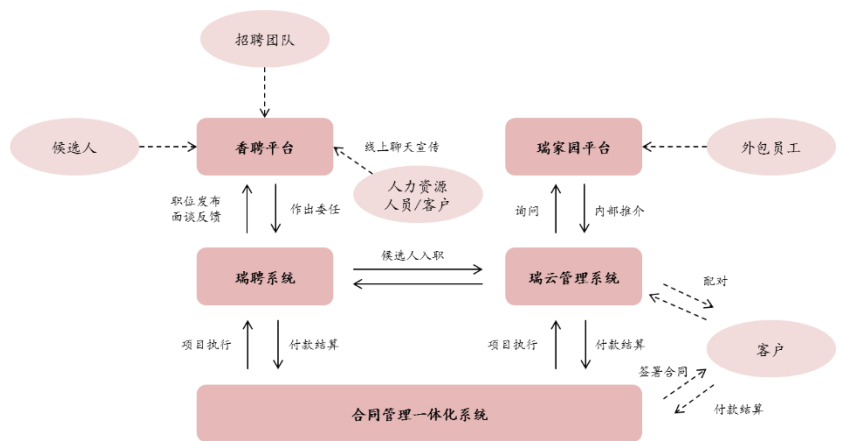 招聘团队
候选人
香聘平台
线上聊天宣传
瑞家园平台
外包员工
职位发布
面谈反馈
作出委任
人力资源
人员/客户
询问
内部推介
候选人入职
瑞聘系统
瑞云管理系统
配对
项目执行
付款结算
项目执行
付款结算
客户
签署合同
付款结算
合同管理一体化系统